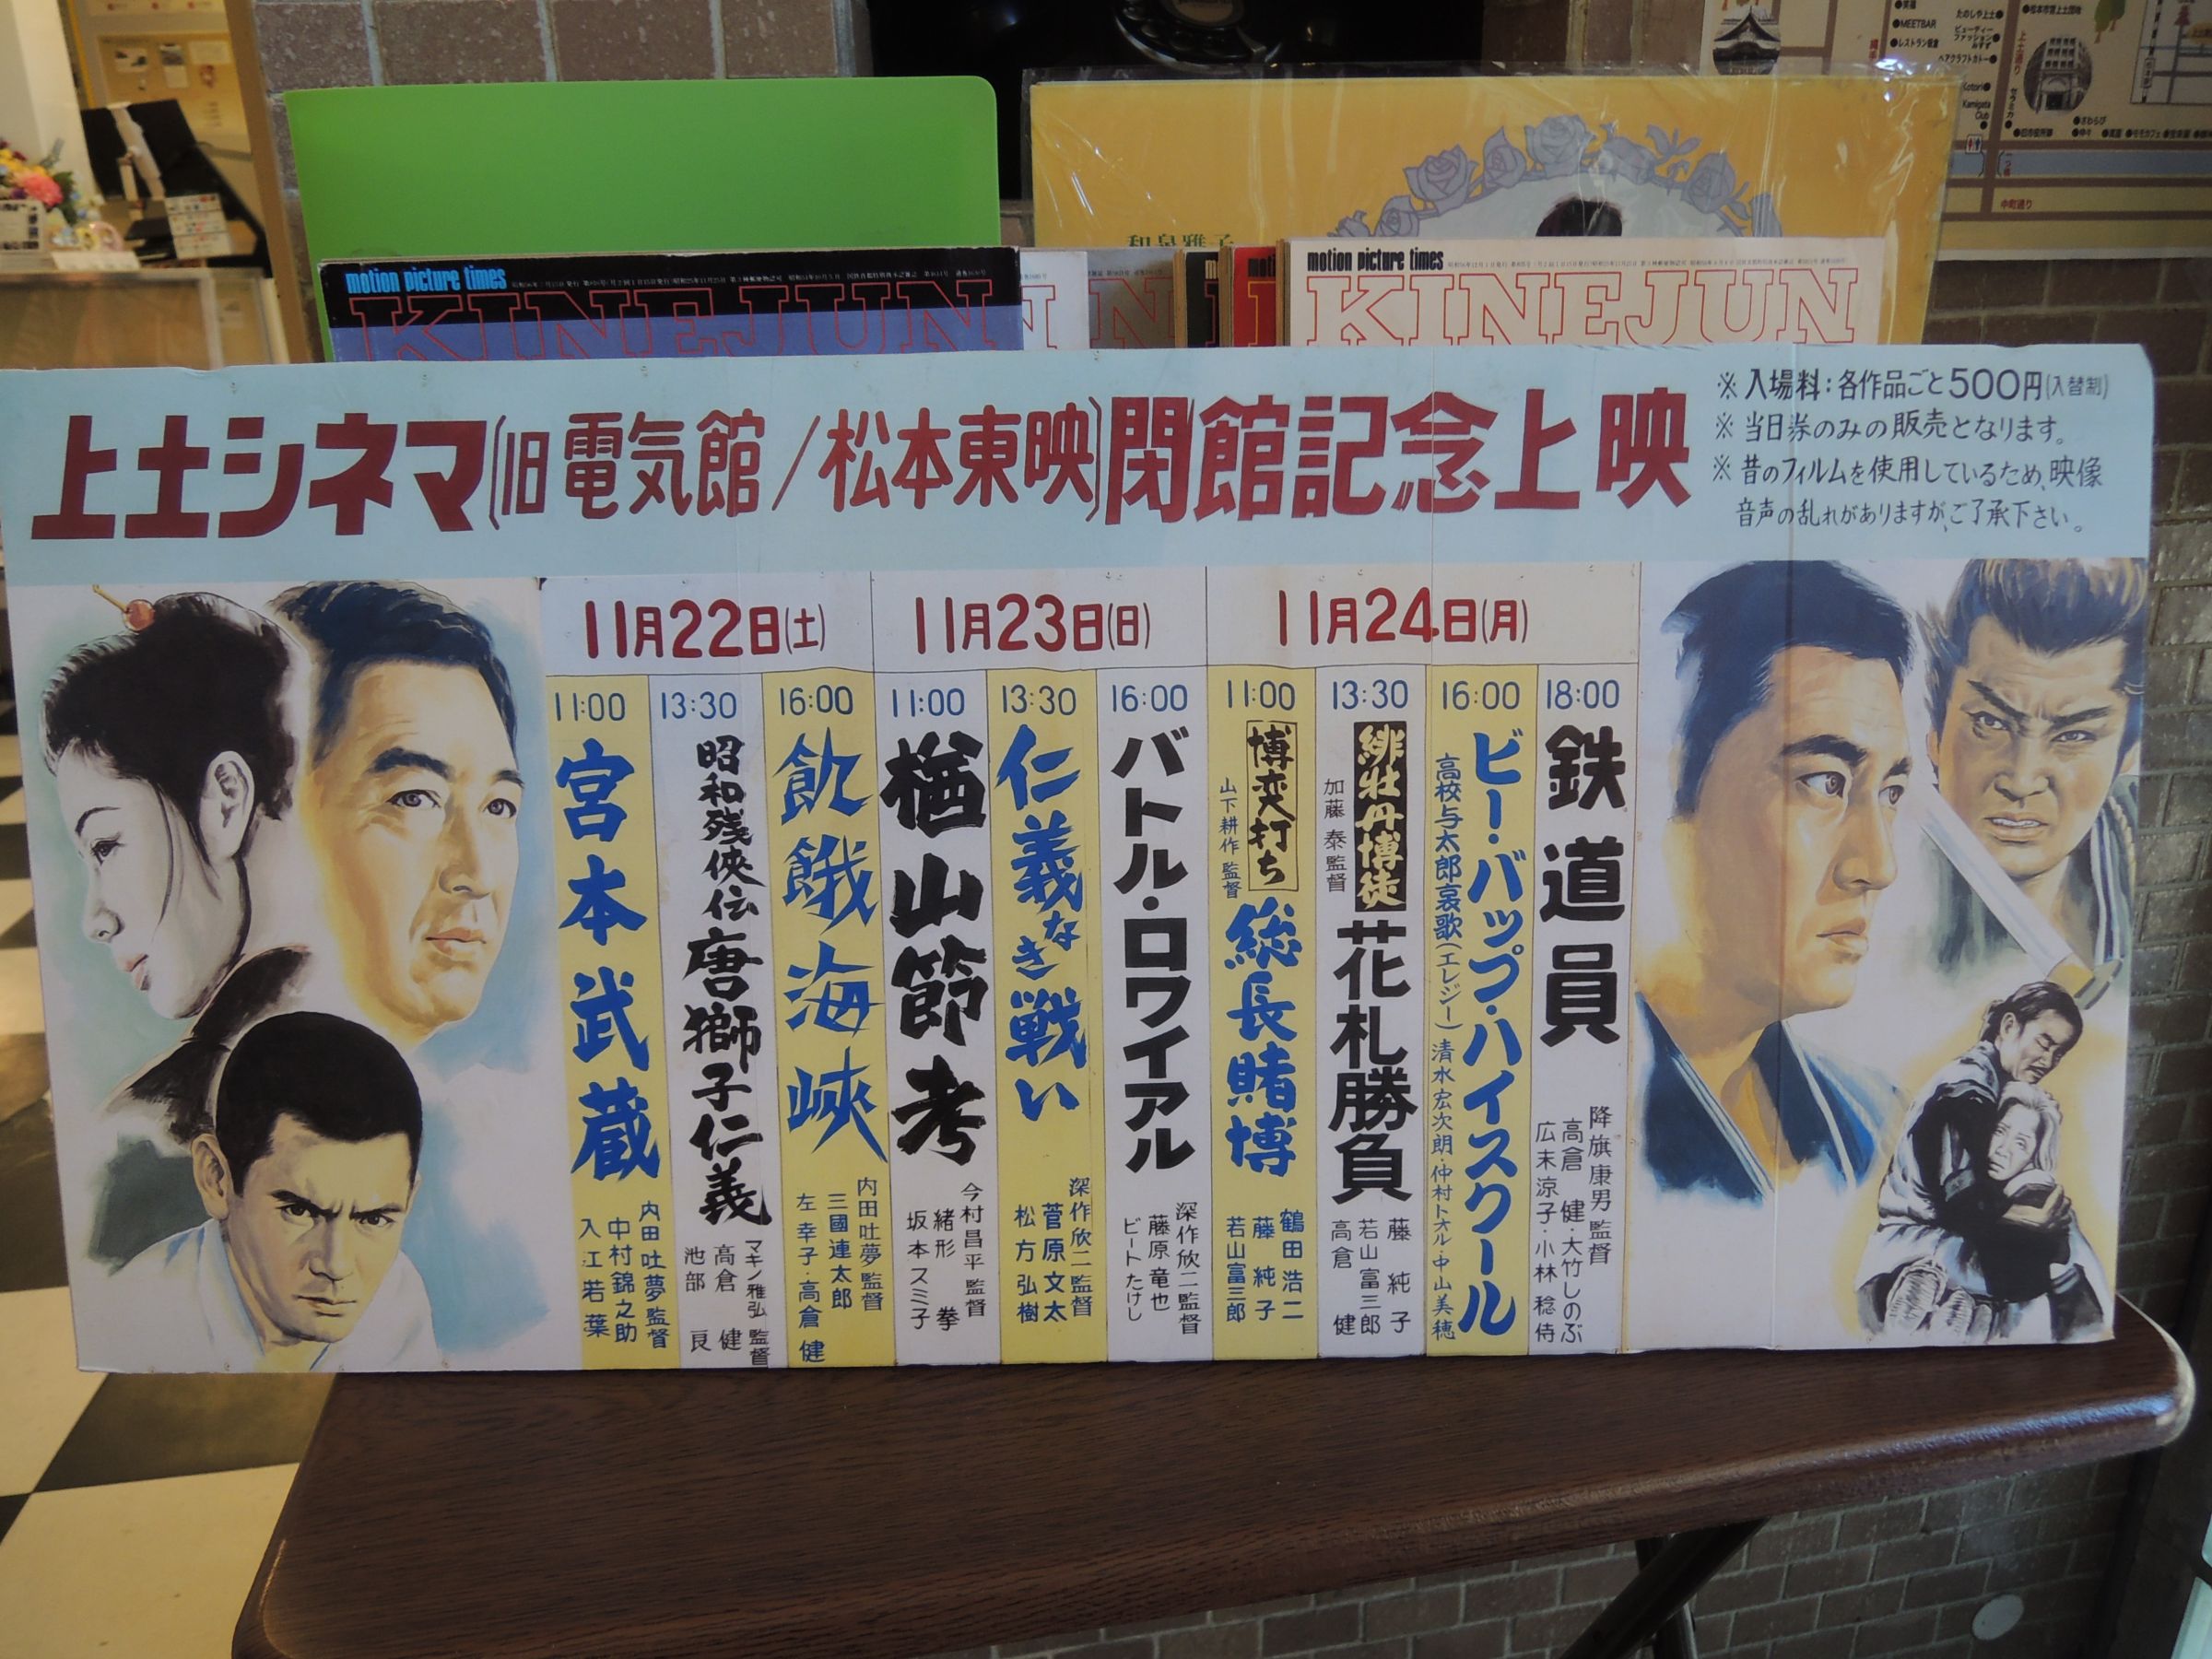 MEETBAR
中町通り
motion picture times
KINEJUN
motion picture times
KINEJUN
上土シネマ(旧電気館/松本東映)閉館記念上映
※入場料:各作品ごと500円(入替制)
※当日券のみの販売となります。
※昔のフィルムを使用しているため、映像
音声の乱れがありますが、ご了承下さい。
11月22日(土)
11:00
宮本武蔵
内田吐夢監督
中村錦之助
入江若葉
13:30
昭和残侠伝
唐獅子仁義
マキノ雅弘監督
高倉健
池部良
16:00
飢餓海峡
内田吐夢監督
三國連太郎
左幸子・高倉健
11月23日(日)
11:00
楢山節考
今村昌平監督
緒形拳
坂本スミ子
13:30
仁義なき戦い
深作欣二監督
菅原文太
松方弘樹
16:00
バトル・ロワイアル
深作欣二監督
藤原竜也
ビートたけし
11月24日(月)
11:00
博奕打ち
山下耕作監督
総長賭博
鶴田浩二
藤純子
若山富三郎
13:30
緋牡丹博徒
加藤泰監督
花札勝負
藤純子
若山富三郎
高倉健
16:00
ビー・バップ・ハイスクール
高校与太郎哀歌(エレジー)清水宏次朗・仲村トオル・中山美穂
18:00
鉄道員
降旗康男監督
高倉健・大竹しのぶ
広末涼子・小林稔侍